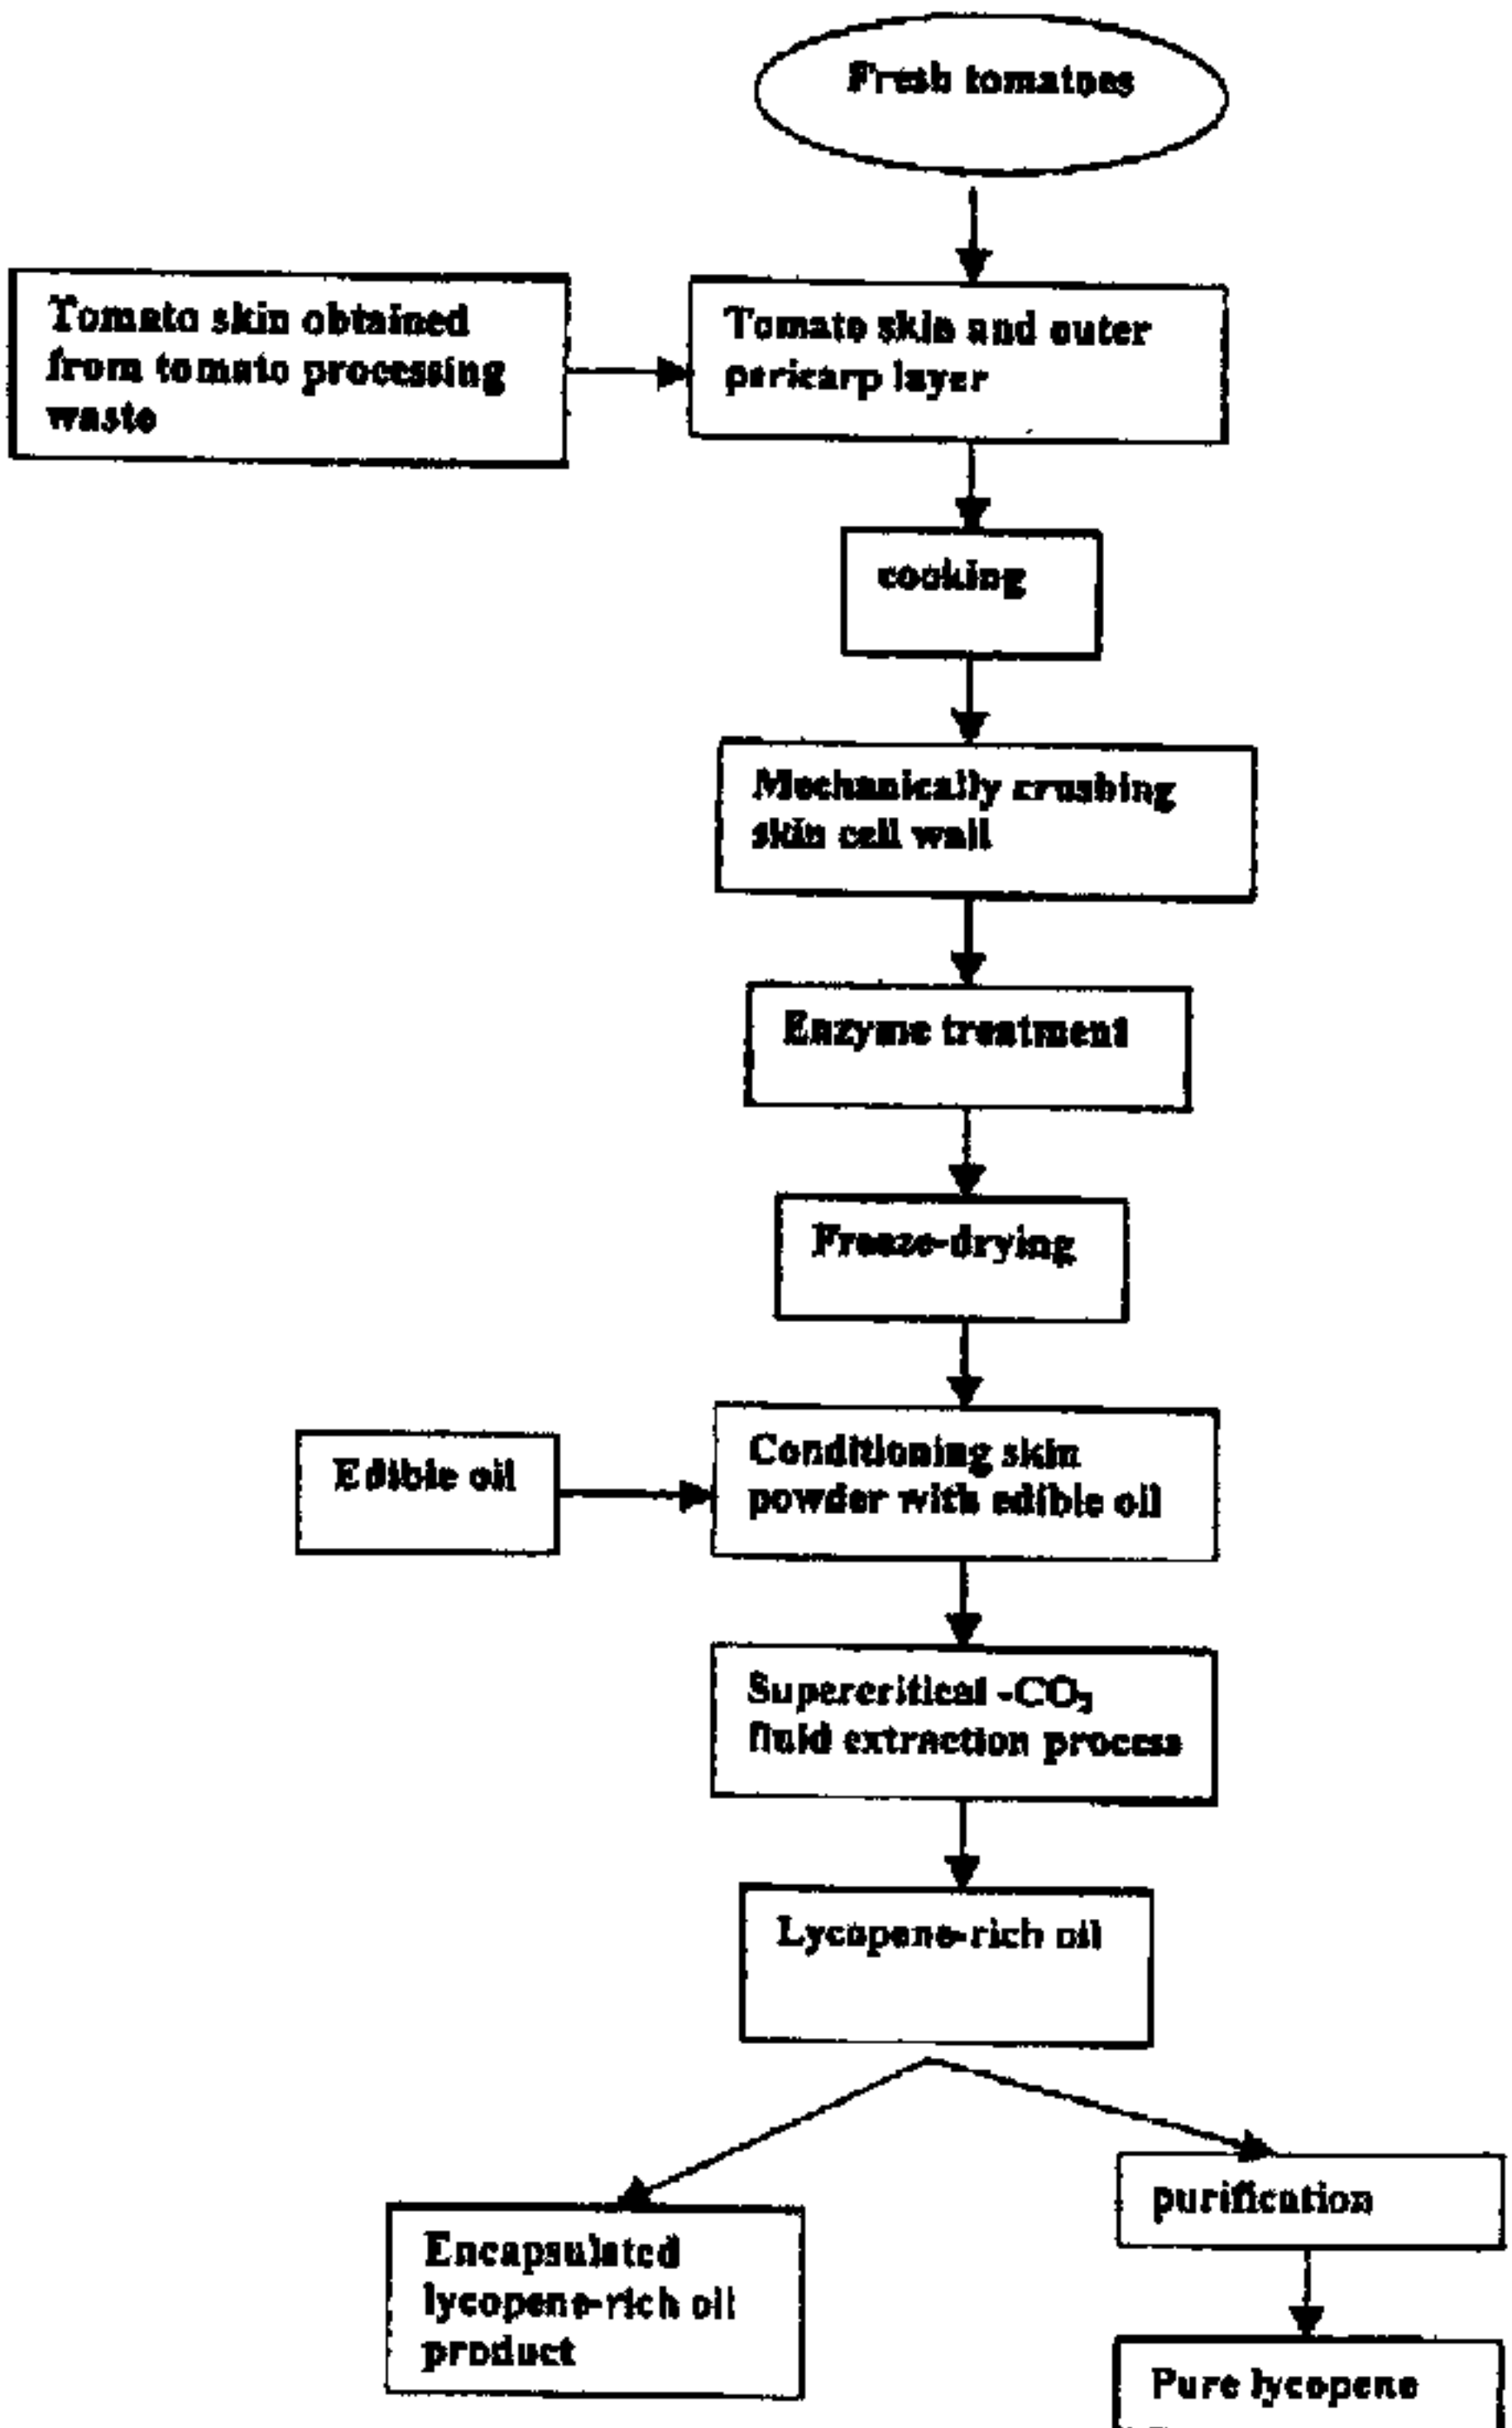 Fresh tomatoes
Tomato skin obtained
from tomato processing
waste
Tomato skin and outer
pericarp layer
cooking
Mechanically crushing
skin cell wall
Enzyme treatment
Freeze-drying
Edible oil
Conditioning skin
powder with edible oil
Supercritical -CO₂
fluid extraction process
Lycopene-rich oil
purification
Encapsulated
lycopene-rich oil
product
Pure lycopene